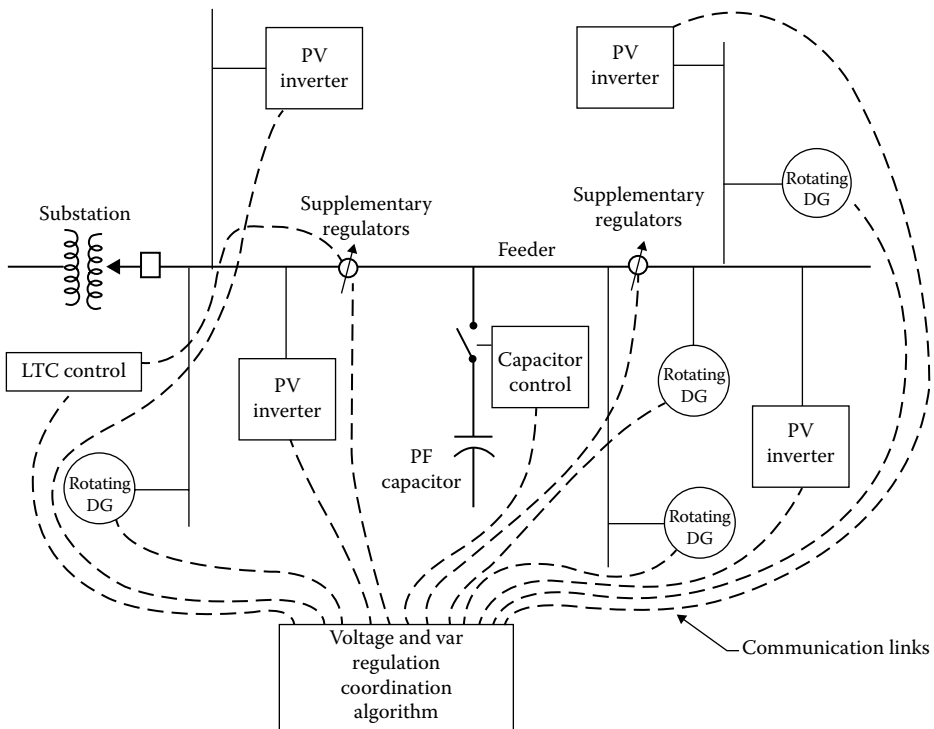 PV
inverter
PV
inverter
Rotating
DG
Substation
Supplementary
regulators
Supplementary
regulators
Feeder
LTC control
PV
inverter
Capacitor
control
Rotating
DG
PV
inverter
PF
capacitor
Rotating
DG
Rotating
DG
Voltage and var
regulation
coordination
algorithm
Communication links